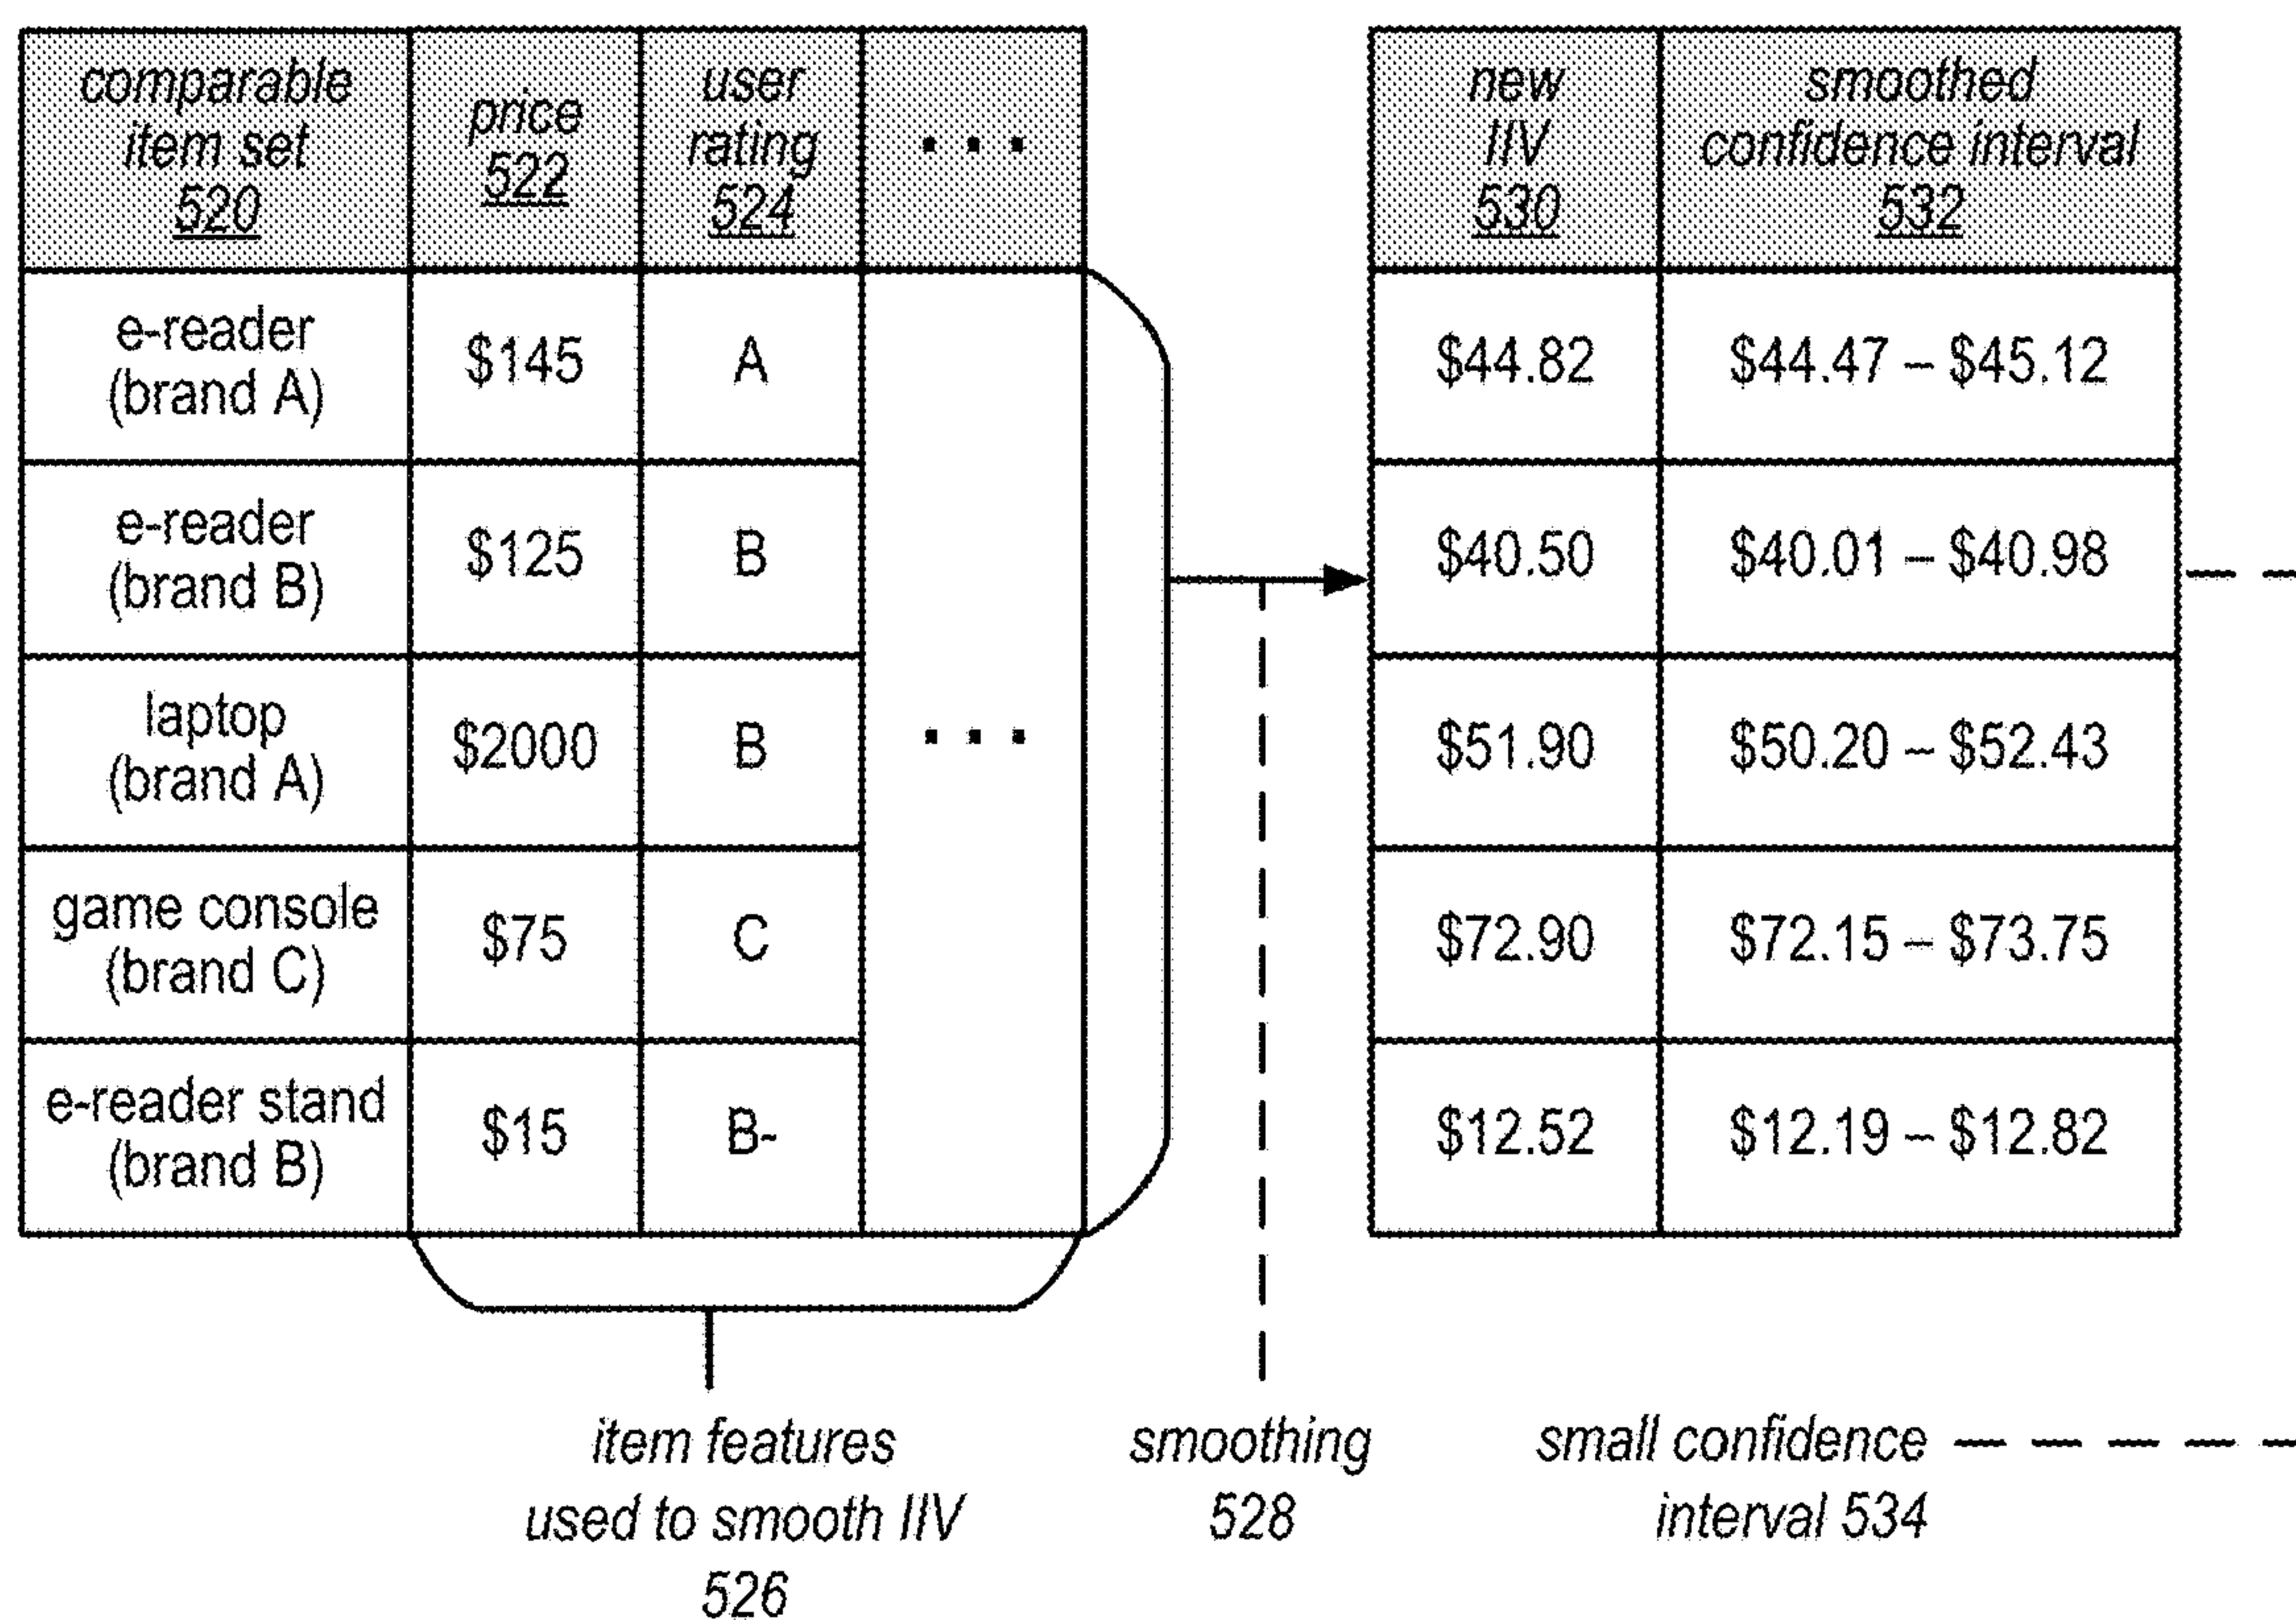 comparable
item set
520
price
522
user
rating
524
. . .
new
IIV
530
smoothed
confidence interval
532
e-reader
(brand A)
$145
A
$44.82
$44.47 – $45.12
e-reader
(brand B)
$125
B
$40.50
$40.01 – $40.98
laptop
(brand A)
$2000
B
. . .
$51.90
$50.20 – $52.43
game console
(brand C)
$75
C
$72.90
$72.15 – $73.75
e-reader stand
(brand B)
$15
B-
$12.52
$12.19 – $12.82
item features
used to smooth IIV
526
smoothing
528
small confidence
interval 534